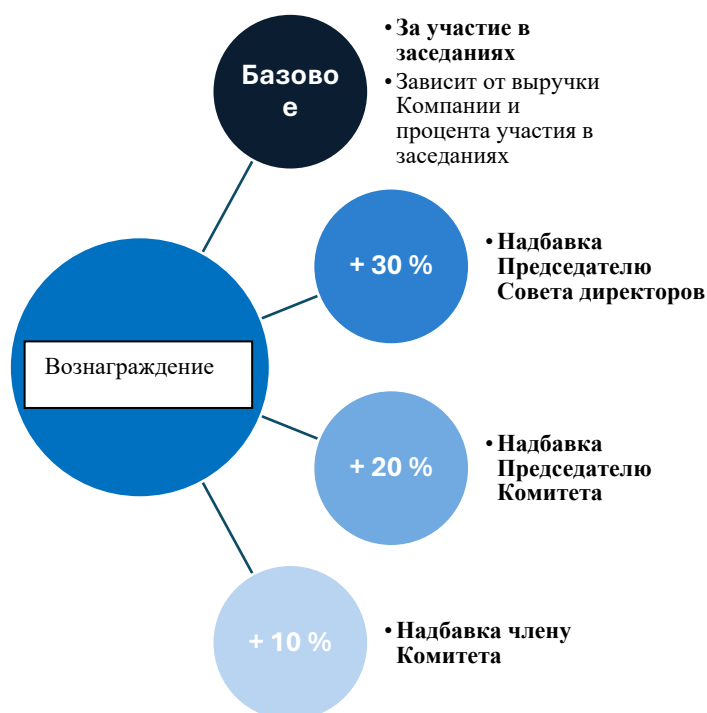 Базово
е
• За участие в
заседаниях
• Зависит от выручки
Компании и
процента участия в
заседаниях
+ 30 %
• Надбавка
Председателю
Совета директоров
Вознаграждение
+ 20 %
• Надбавка
Председателю
Комитета
+ 10 %
• Надбавка члену
Комитета